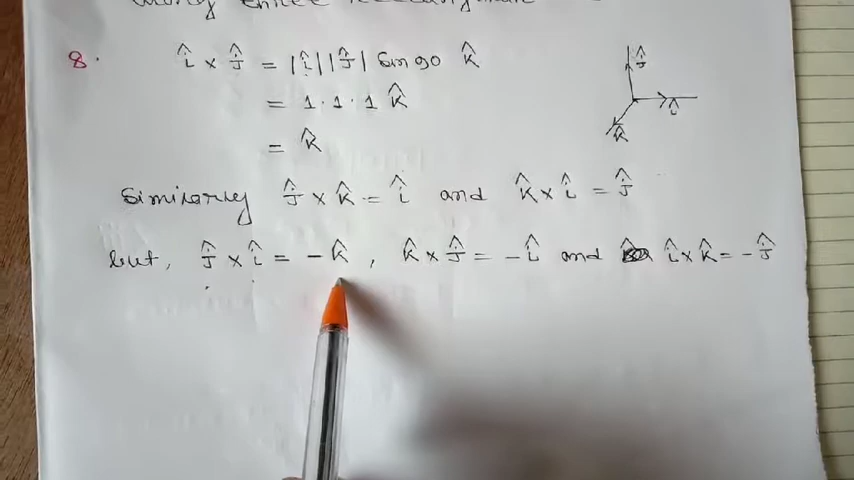 8. î × ĵ = |î||ĵ| Sin 90 k̂
= 1·1·1 k̂
= k̂
Similarly ĵ × k̂ = î and k̂ × î = ĵ
but, ĵ × î = - k̂, k̂ × ĵ = - î and î × k̂ = - ĵ
ĵ
î
k̂